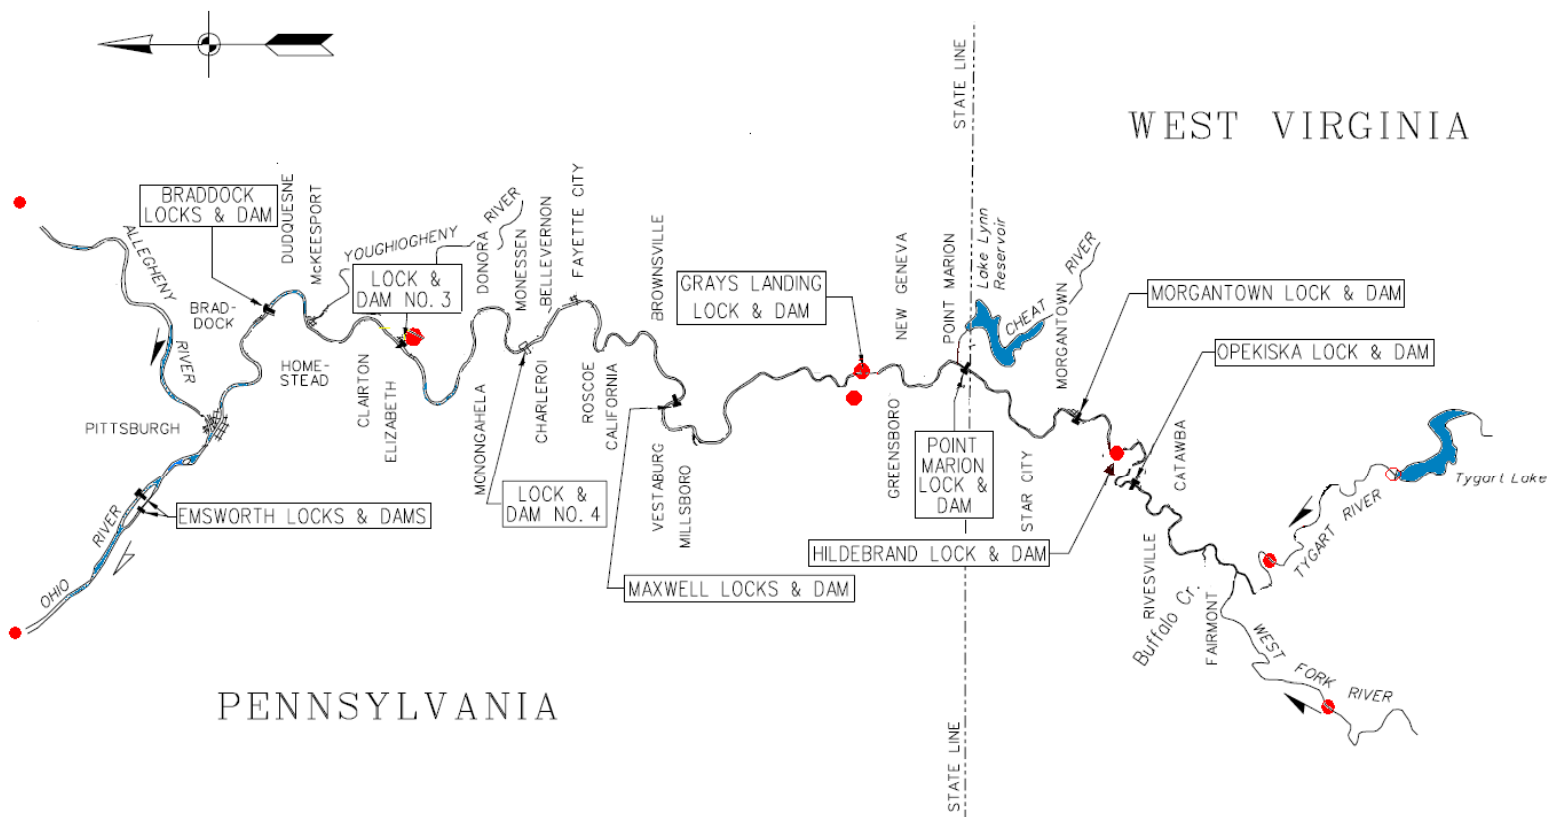 WEST VIRGINIA
STATE LINE
BRADDOCK
LOCKS & DAM
DUDQUESNE
McKEESPORT
YOUGHIOGHENY
RIVER
LOCK &
DAM NO. 3
DONORA
MONESSEN
BELLEVERNON
FAYETTE CITY
BROWNSVILLE
GRAYS LANDING
LOCK & DAM
NEW GENEVA
POINT MARION
Lake Lynn
Reservoir
CHEAT
RIVER
MORGANTOWN
MORGANTOWN LOCK & DAM
OPEKISKA LOCK & DAM
ALLEGHENY
RIVER
BRAD-
DOCK
HOME-
STEAD
CLAIRTON
ELIZABETH
PITTSBURGH
MONONGAHELA
CHARLEROI
ROSCOE
CALIFORNIA
VESTABURG
MILLSBORO
GREENSBORO
POINT
MARION
LOCK &
DAM
STAR CITY
CATAWBA
Tygart Lake
TYGART RIVER
LOCK &
DAM NO. 4
EMSWORTH LOCKS & DAMS
HILDEBRAND LOCK & DAM
MAXWELL LOCKS & DAM
OHIO
RIVER
RIVESVILLE
Buffalo Cr.
FAIRMONT
WEST FORK RIVER
PENNSYLVANIA
STATE LINE